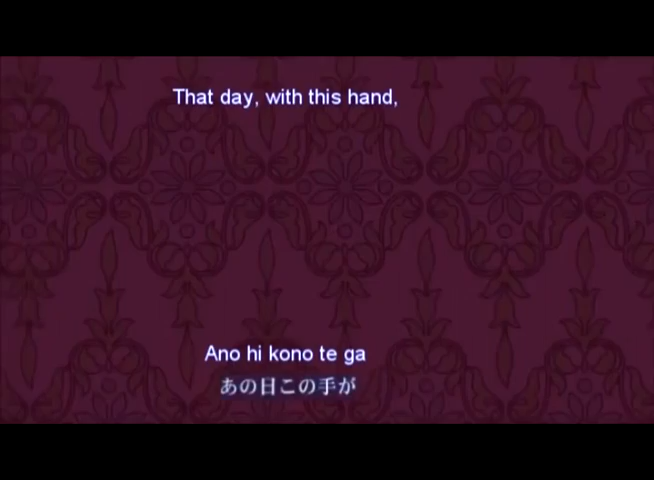 That day, with this hand,
Ano hi kono te ga
あの日この手が